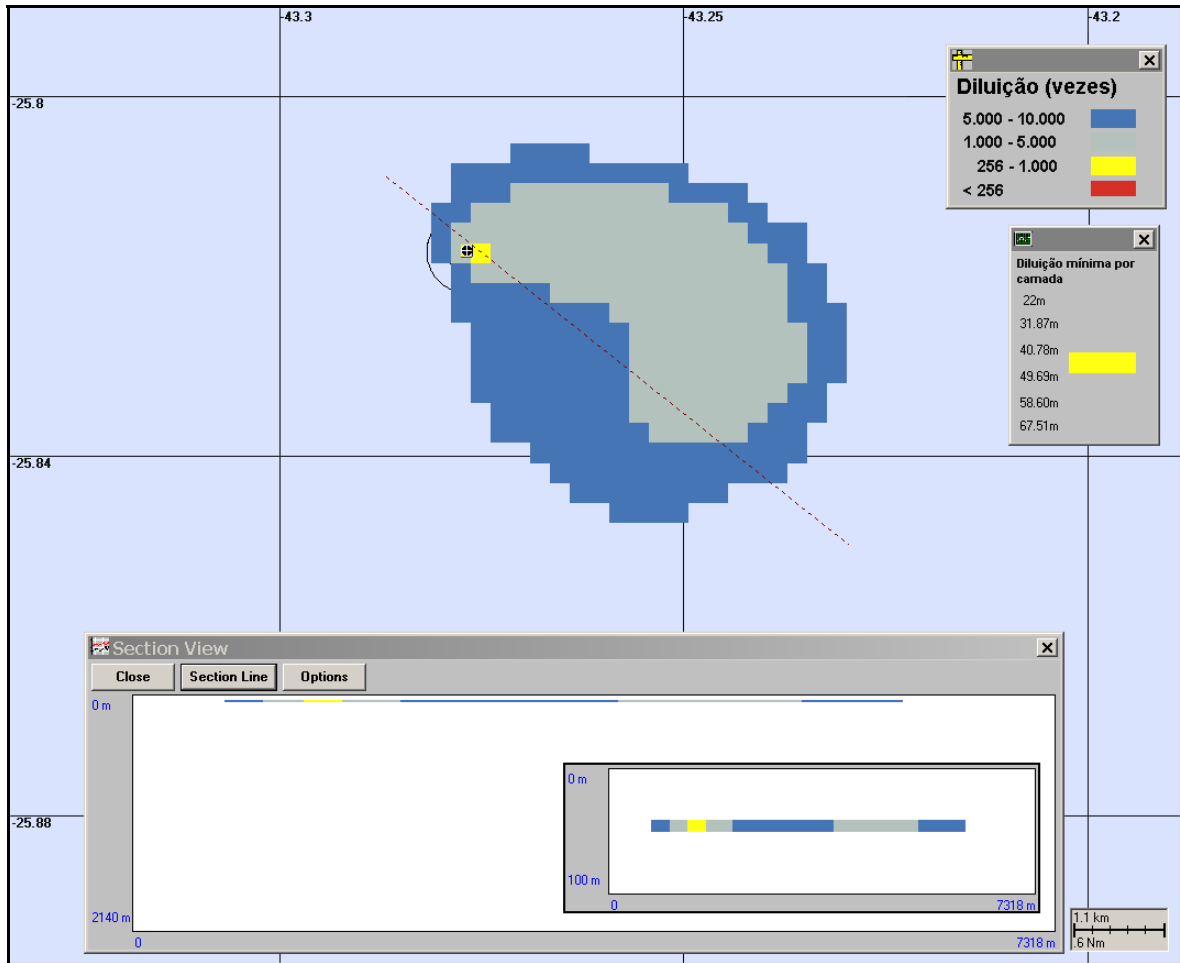 -43.3
-43.25
-43.2
-25.8
-25.84
-25.88
Diluição (vezes)
5.000 - 10.000
1.000 - 5.000
256 - 1.000
< 256
Diluição mínima por
camada
22m
31.87m
40.78m
49.69m
58.60m
67.51m
Section View
Close
Section Line
Options
0 m
2140 m
0
7318 m
0 m
100 m
0
7318 m
1.1 km
.6 Nm